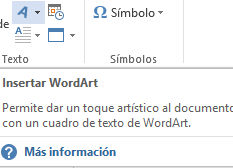 de
A
Ω Símbolo
Texto
Símbolos
Insertar WordArt
Permite dar un toque artístico al documento
con un cuadro de texto de WordArt.
? Más información